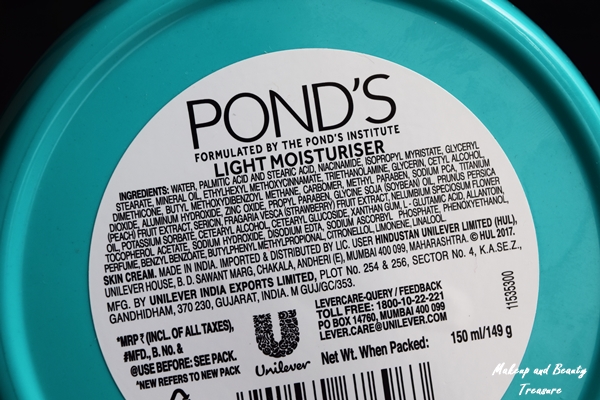 POND'S
FORMULATED BY THE POND'S INSTITUTE
LIGHT MOISTURISER
INGREDIENTS: WATER, PALMITIC AND STEARIC ACID, NIACINAMIDE, ISOPROPYL MYRISTATE, GLYCERYL
STEARATE, MINERAL OIL, ETHYLHEXYL METHOXYCINNAMATE, TRIETHANOLAMINE, GLYCERIN, CETYL ALCOHOL,
DIMETHICONE, BUTYL METHOXYDIBENZOYL METHANE, CARBOMER, METHYL PARABEN, SODIUM PCA, TITANIUM
DIOXIDE, ALUMINUM HYDROXIDE, ZINC OXIDE, PROPYL PARABEN, GLYCINE SOJA (SOYBEAN) OIL, PRUNUS PERSICA
(PEACH) FRUIT EXTRACT, SERICIN, FRAGARIA VESCA (STRAWBERRY) FRUIT EXTRACT, NELUMBIUM SPECIOSUM FLOWER
OIL, POTASSIUM SORBATE, CETEARYL ALCOHOL, CETEARYL GLUCOSIDE, XANTHAN GUM, L - GLUTAMIC ACID, ALLANTOIN,
TOCOPHEROL ACETATE, SODIUM HYDROXIDE, DISODIUM EDTA, SODIUM ASCORBYL PHOSPHATE, PHENOXYETHANOL,
PERFUME, BENZYL BENZOATE, BUTYLPHENYL METHYLPROPIONAL, CITRONELLOL, LIMONENE, LINALOOL.
SKIN CREAM. MADE IN INDIA. IMPORTED & DISTRIBUTED BY LIC. USER HINDUSTAN UNILEVER LIMITED (HUL),
UNILEVER HOUSE, B. D. SAWANT MARG, CHAKALA, ANDHERI (E), MUMBAI 400 099, MAHARASHTRA. © HUL 2017.
MFG. BY UNILEVER INDIA EXPORTS LIMITED, PLOT No. 254 & 256, SECTOR No. 4, K.A.SE.Z.,
GANDHIDHAM, 370 230, GUJARAT, INDIA. M GUJ/GC/353.
*MRP ₹ (INCL. OF ALL TAXES),
#MFD., B. No. &
@USE BEFORE: SEE PACK.
^NEW REFERS TO NEW PACK
Unilever
LEVERCARE-QUERY / FEEDBACK
TOLL FREE: 1800-10-22-221
PO BOX 14760, MUMBAI 400 099
LEVER.CARE@UNILEVER.COM
Net Wt. When Packed: 150 ml/149 g
11535300
Makeup and Beauty
Treasure